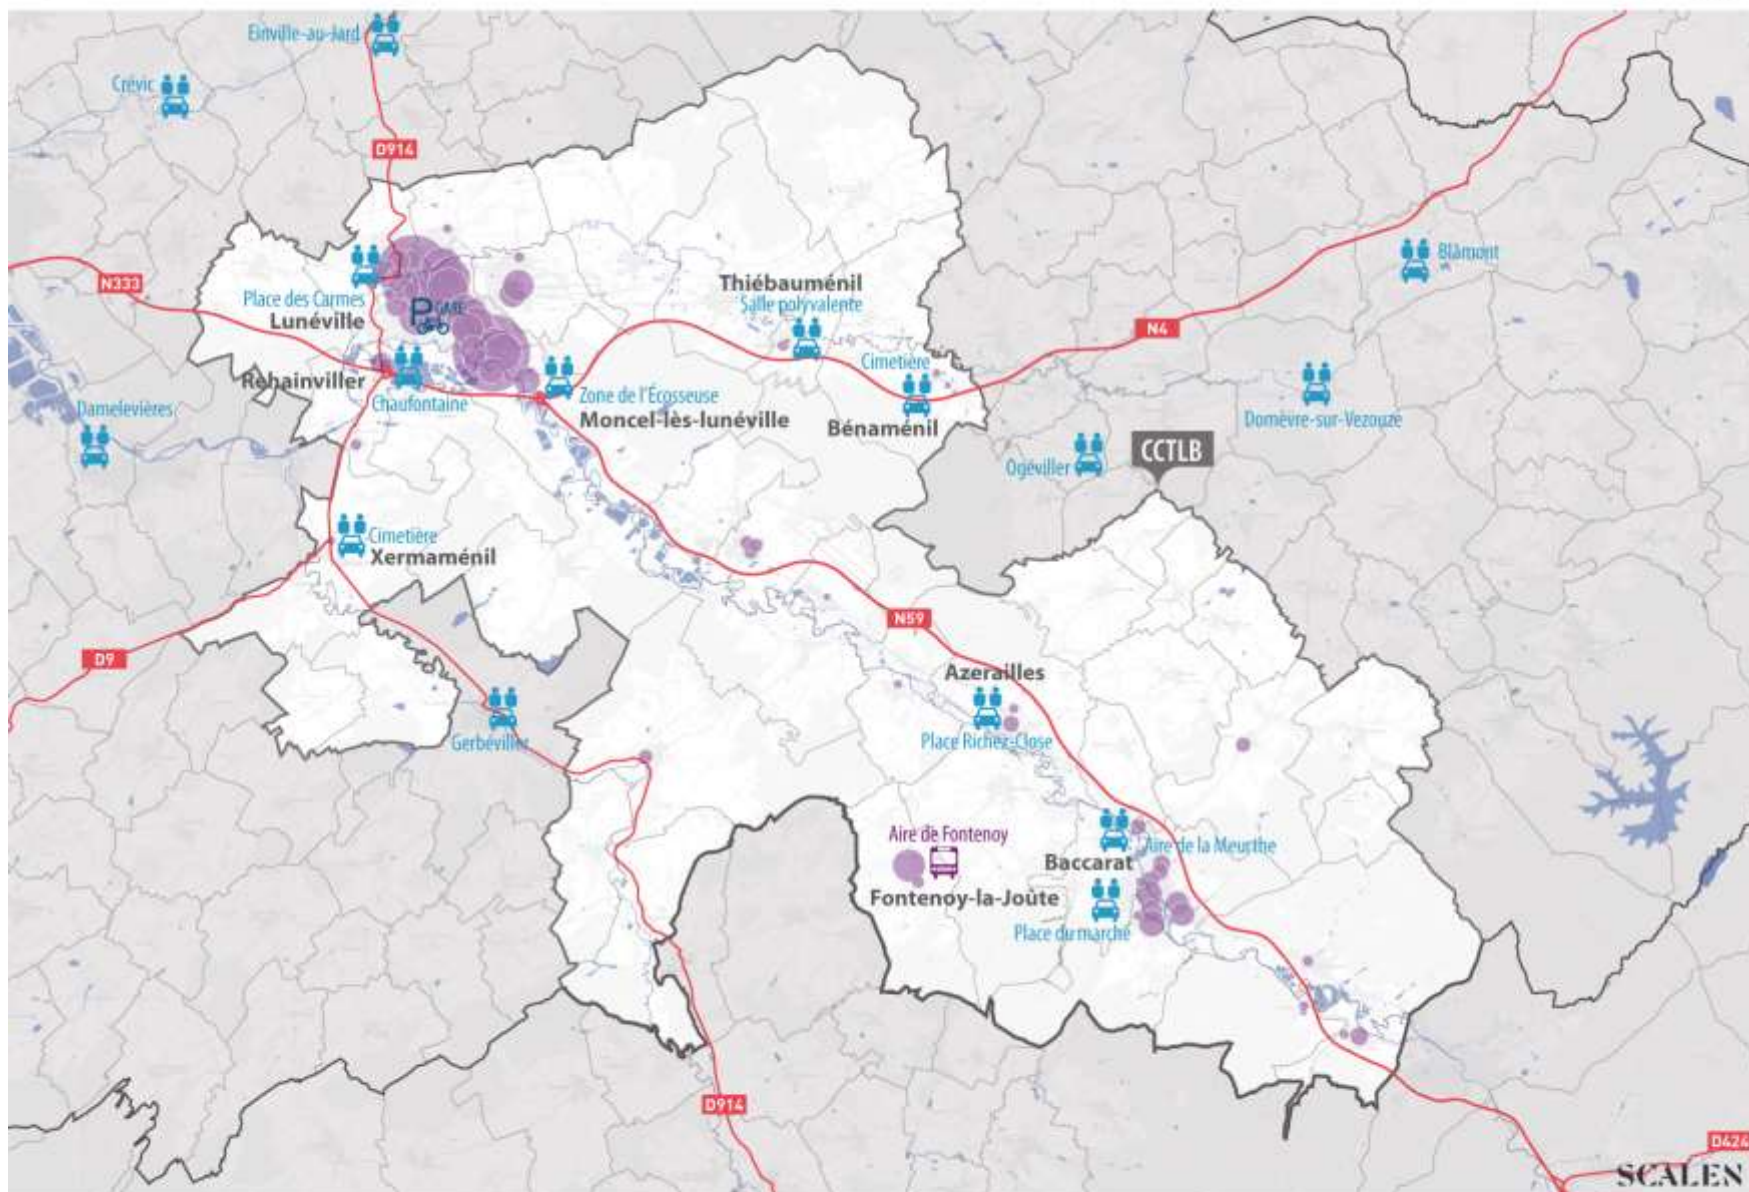 Einville-au-Jard
Crévic
D914
N333
Place des Carmes
Lunéville
P GARE
Thiébauménil
Salle polyvalente
Blâmont
N4
Rehainviller
Chaufontaine
Zone de l'Écosseuse
Moncel-lès-lunéville
Cimetière
Bénaménil
Damelevières
Domèvre-sur-Vezouze
Ogéviller
CCTLB
Cimetière
Xermaménil
D9
N59
Gerbéviller
Azerailles
Place Richez-Close
Aire de Fontenoy
Fontenoy-la-Joûte
Aire de la Meurthe
Baccarat
Place du marché
D914
D424
SCALEN